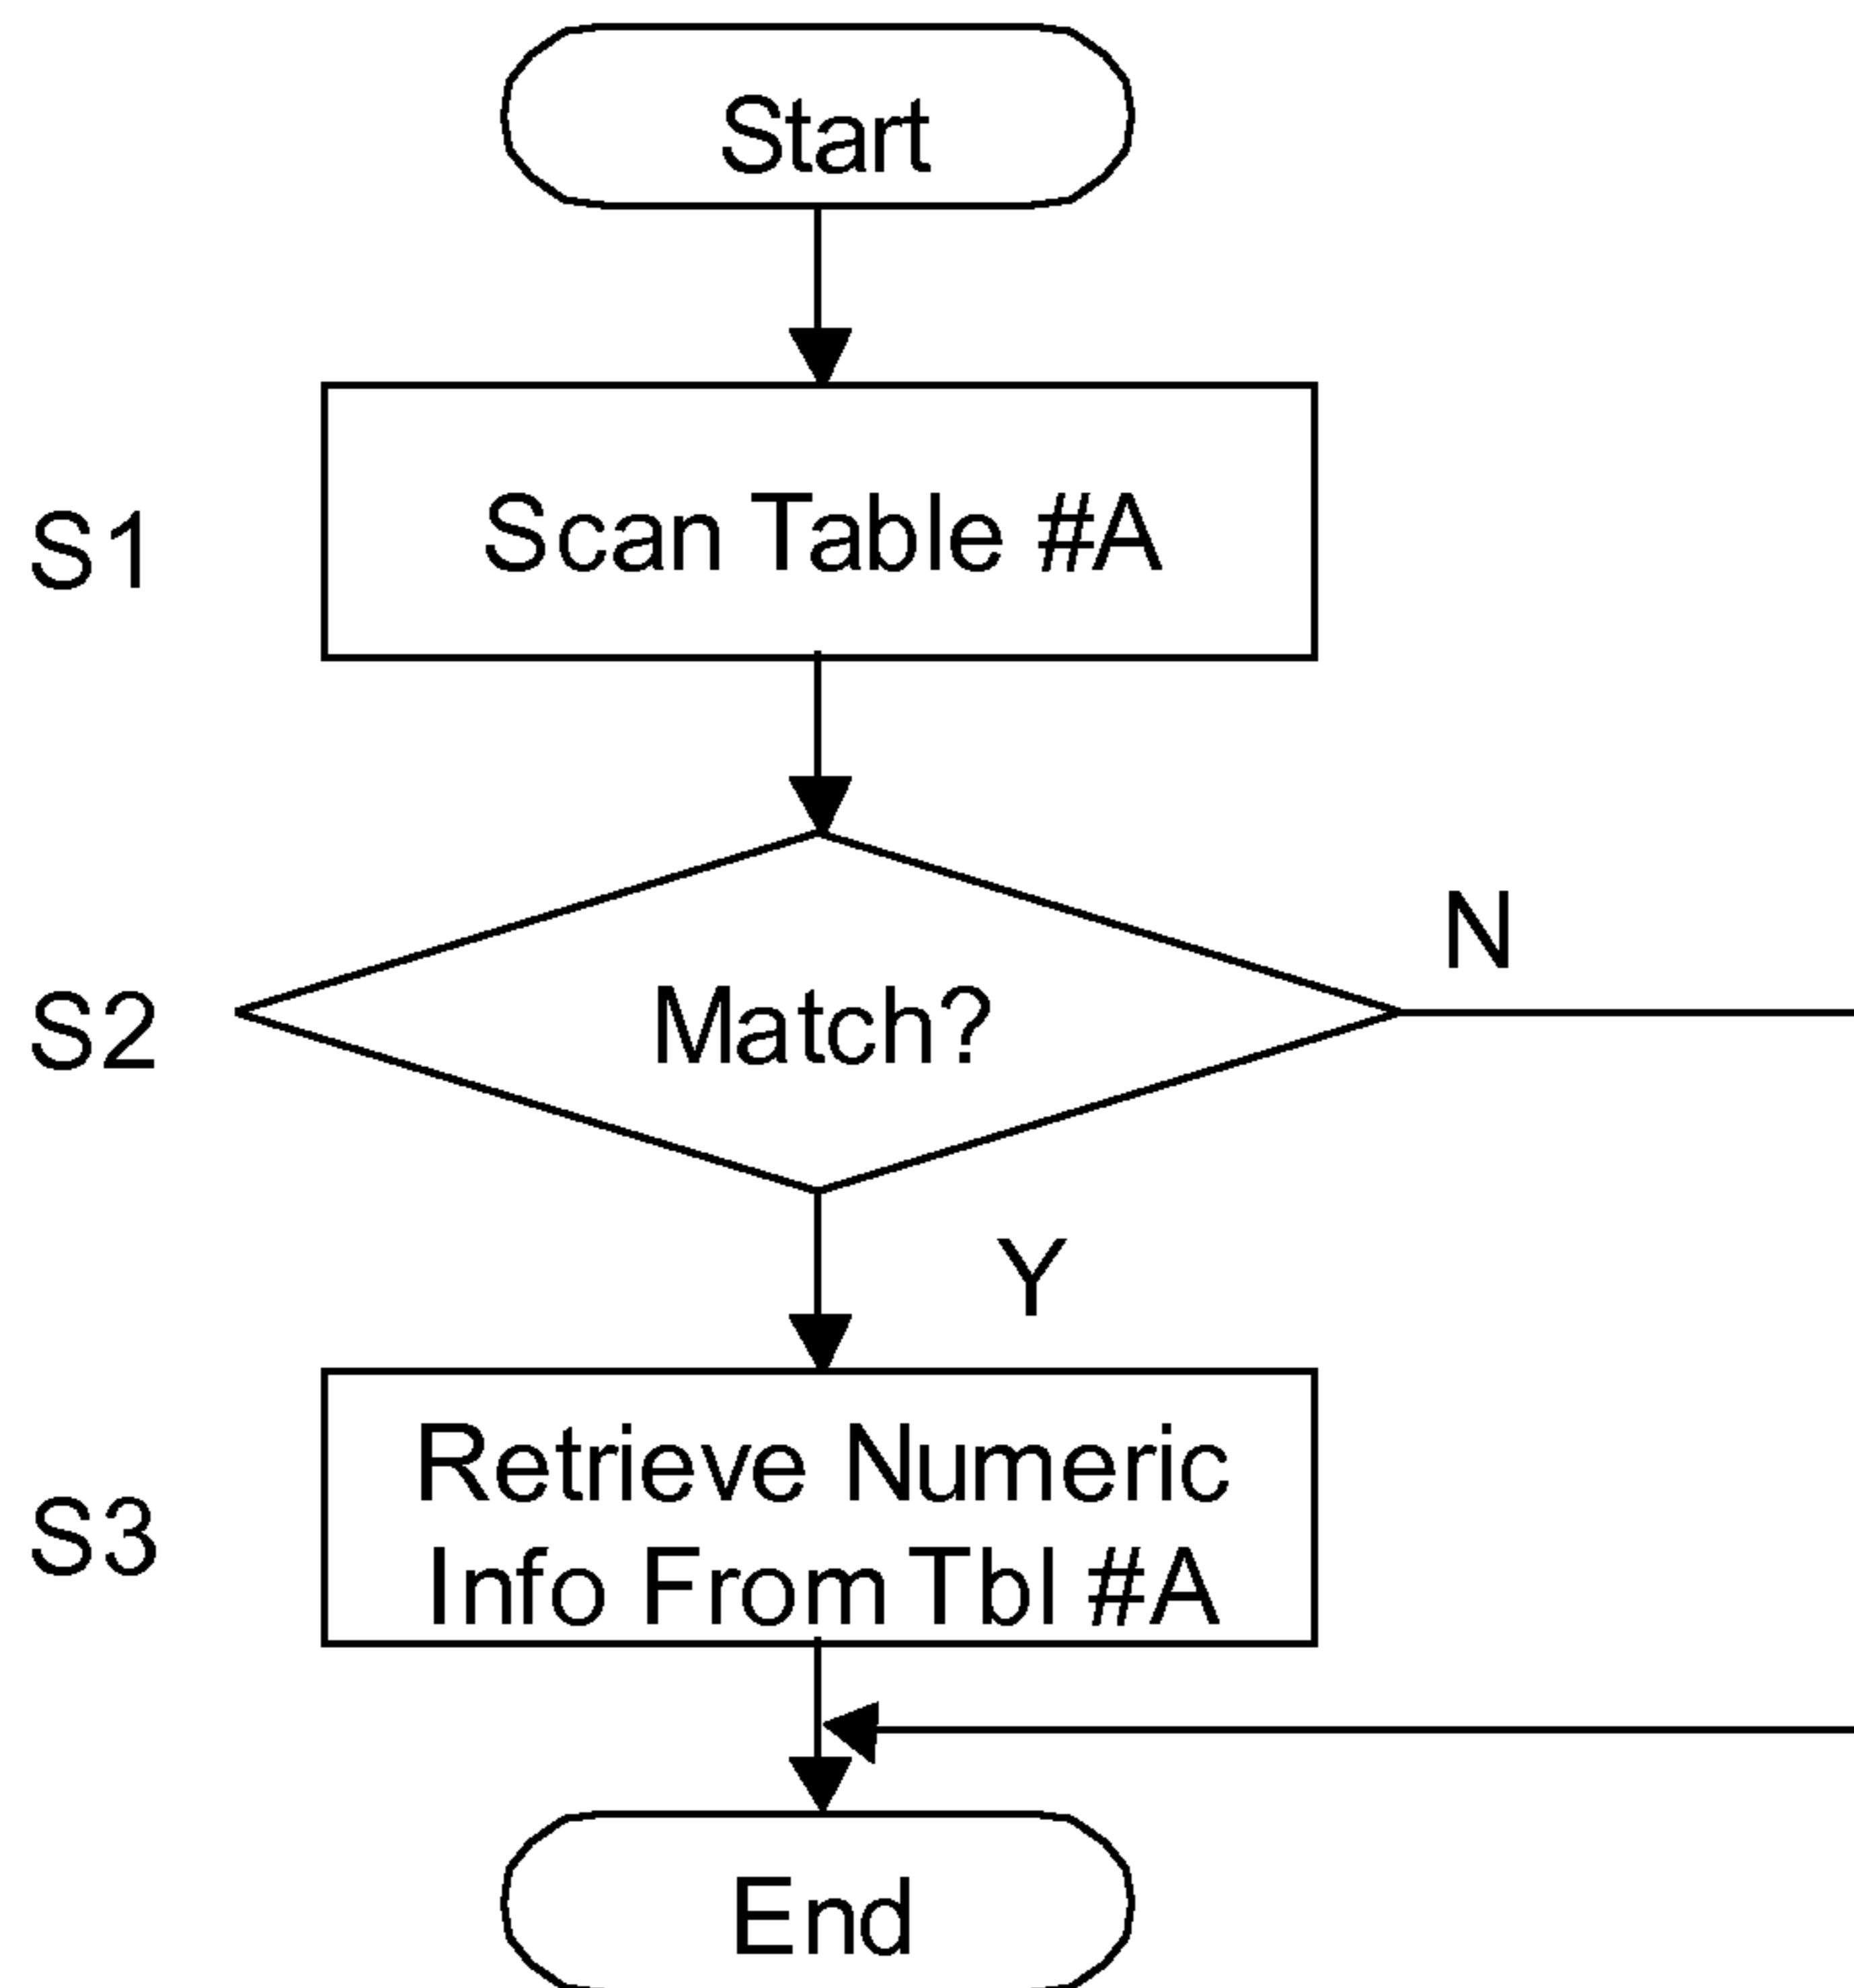 Start
S1
Scan Table #A
N
S2
Match?
Y
S3
Retrieve Numeric
Info From Tbl #A
End